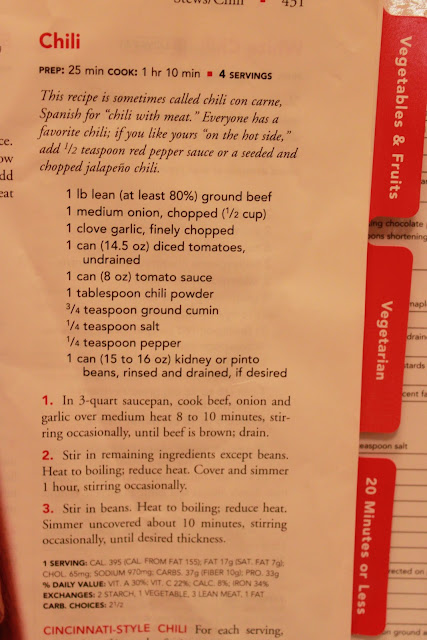 Stews/Chili ■ 431
Chili
PREP: 25 min COOK: 1 hr 10 min ■ 4 SERVINGS
This recipe is sometimes called chili con carne,
Spanish for “chili with meat.” Everyone has a
favorite chili; if you like yours “on the hot side,”
add 1/2 teaspoon red pepper sauce or a seeded and
chopped jalapeño chili.
1 lb lean (at least 80%) ground beef
1 medium onion, chopped (1/2 cup)
1 clove garlic, finely chopped
1 can (14.5 oz) diced tomatoes,
undrained
1 can (8 oz) tomato sauce
1 tablespoon chili powder
3/4 teaspoon ground cumin
1/4 teaspoon salt
1/4 teaspoon pepper
1 can (15 to 16 oz) kidney or pinto
beans, rinsed and drained, if desired
1. In 3-quart saucepan, cook beef, onion and
garlic over medium heat 8 to 10 minutes, stir-
ring occasionally, until beef is brown; drain.
2. Stir in remaining ingredients except beans.
Heat to boiling; reduce heat. Cover and simmer
1 hour, stirring occasionally.
3. Stir in beans. Heat to boiling; reduce heat.
Simmer uncovered about 10 minutes, stirring
occasionally, until desired thickness.
1 SERVING: CAL. 395 (CAL. FROM FAT 155); FAT 17g (SAT. FAT 7g);
CHOL. 65mg; SODIUM 970mg; CARBS. 37g (FIBER 10g); PRO. 33g
% DAILY VALUE: VIT. A 30%; VIT. C 22%; CALC. 8%; IRON 34%
EXCHANGES: 2 STARCH, 1 VEGETABLE, 3 LEAN MEAT, 1 FAT
CARB. CHOICES: 2 1/2
CINCINNATI-STYLE CHILI For each serving,
Vegetables & Fruits
Vegetarian
20 Minutes or Less
chocolate
shortening
teaspoon salt